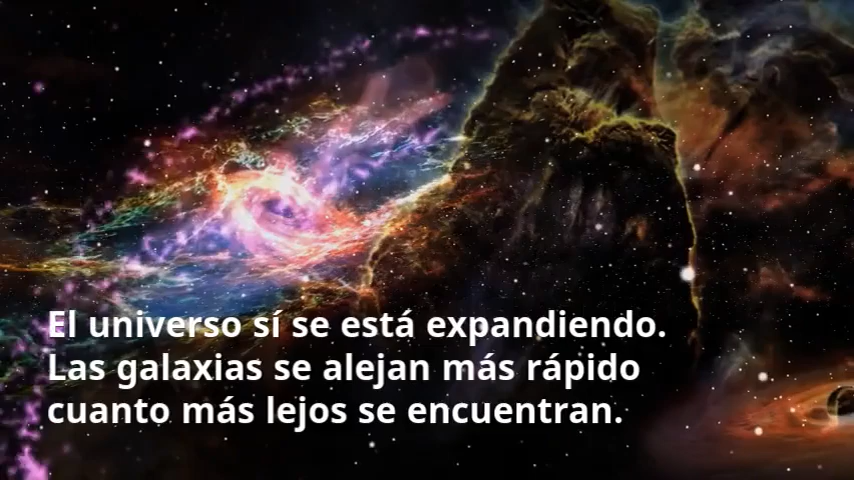 El universo sí se está expandiendo.
Las galaxias se alejan más rápido
cuanto más lejos se encuentran.